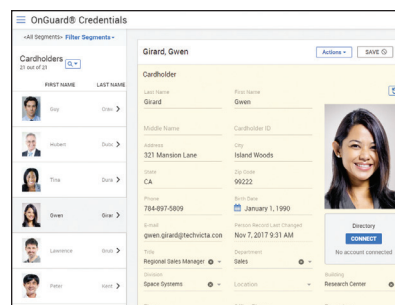 OnGuard® Credentials
<All Segments> Filter Segments
Cardholders
21 out of 21
FIRST NAME LAST NAME
Guy
Hubert
Tina
Gwen Girar
Lawrence
Peter
Girard, Gwen
Actions
SAVE
Cardholder
Last Name First Name
Girard Gwen
Middle Name Cardholder ID
Address City
321 Mansion Lane Island Woods
State Zip Code
CA 99222
Phone Birth Date
784-897-5809 January 1, 1990
E-mail Person Record Last Changed
gwen.girard@techvicta.con Nov 7, 2017 9:31 AM
Title Department
Regional Sales Manager Sales
Division
Space Systems Location
Directory
CONNECT
No account connected
Building
Research Center